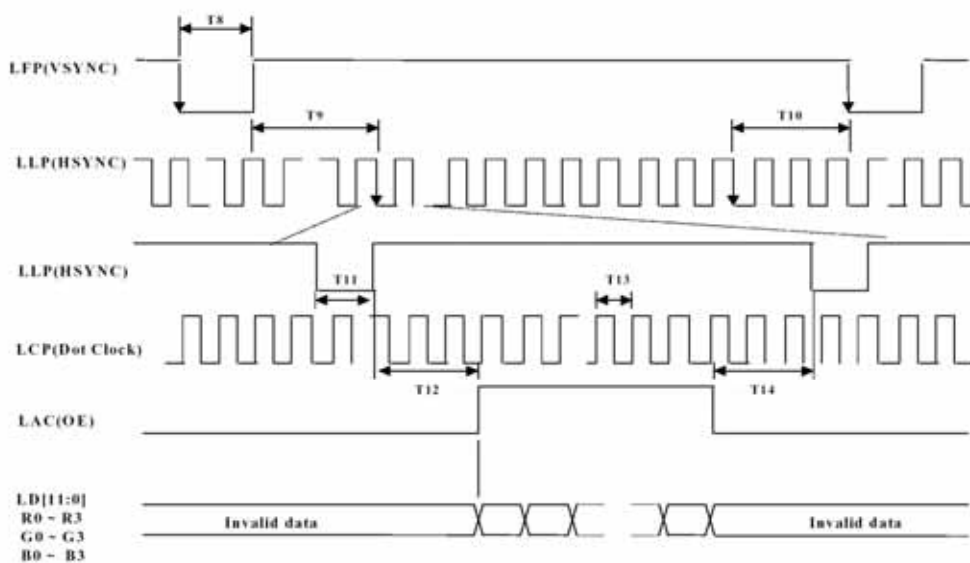 T8
LFP(VSYNC)
T9
T10
LLP(HSYNC)
LLP(HSYNC)
T11
T13
LCP(Dot Clock)
T12
T14
LAC(OE)
LD[11:0]
R0 ~ R3
G0 ~ G3
B0 ~ B3
Invalid data
Invalid data